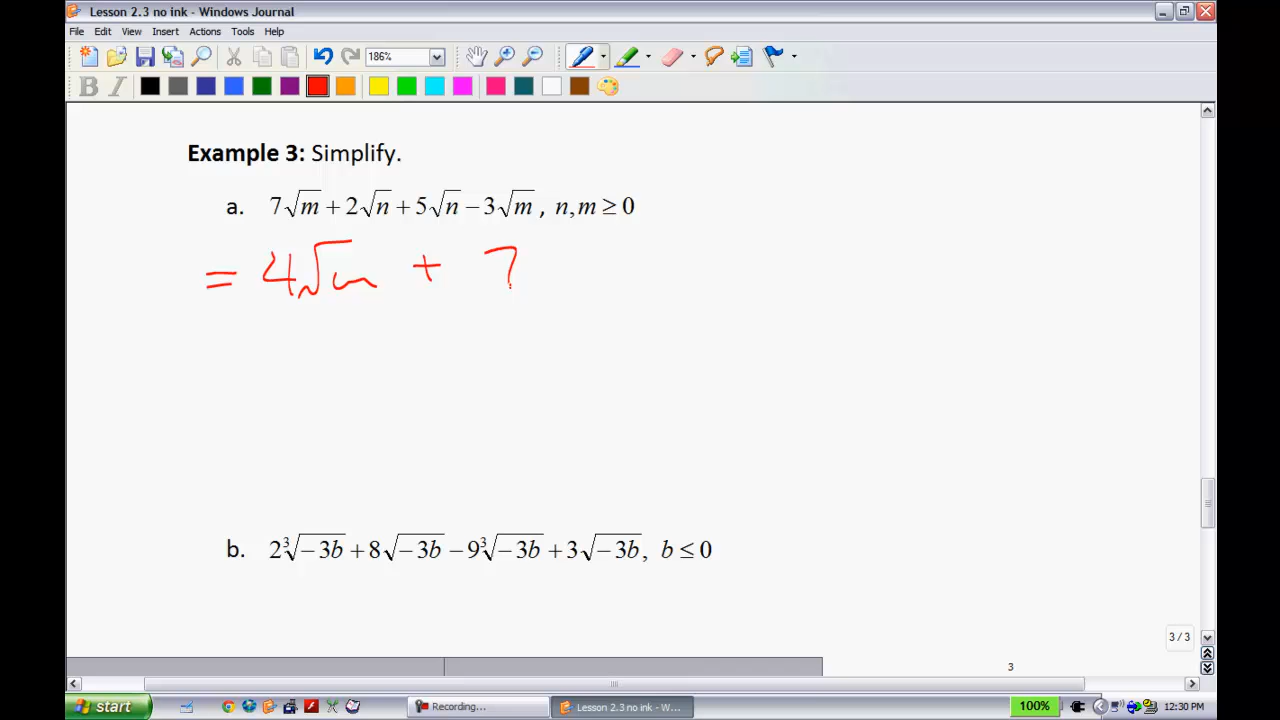 Lesson 2.3 no ink - Windows Journal
File Edit View Insert Actions Tools Help
186%
B I
Example 3: Simplify.
a. 7√m + 2√n + 5√n − 3√m , n,m ≥ 0
= 4√m + 7
b. 2∛−3b + 8√−3b − 9∛−3b + 3√−3b, b ≤ 0
3 / 3
3
start Recording... Lesson 2.3 no ink - W... 100% 12:30 PM